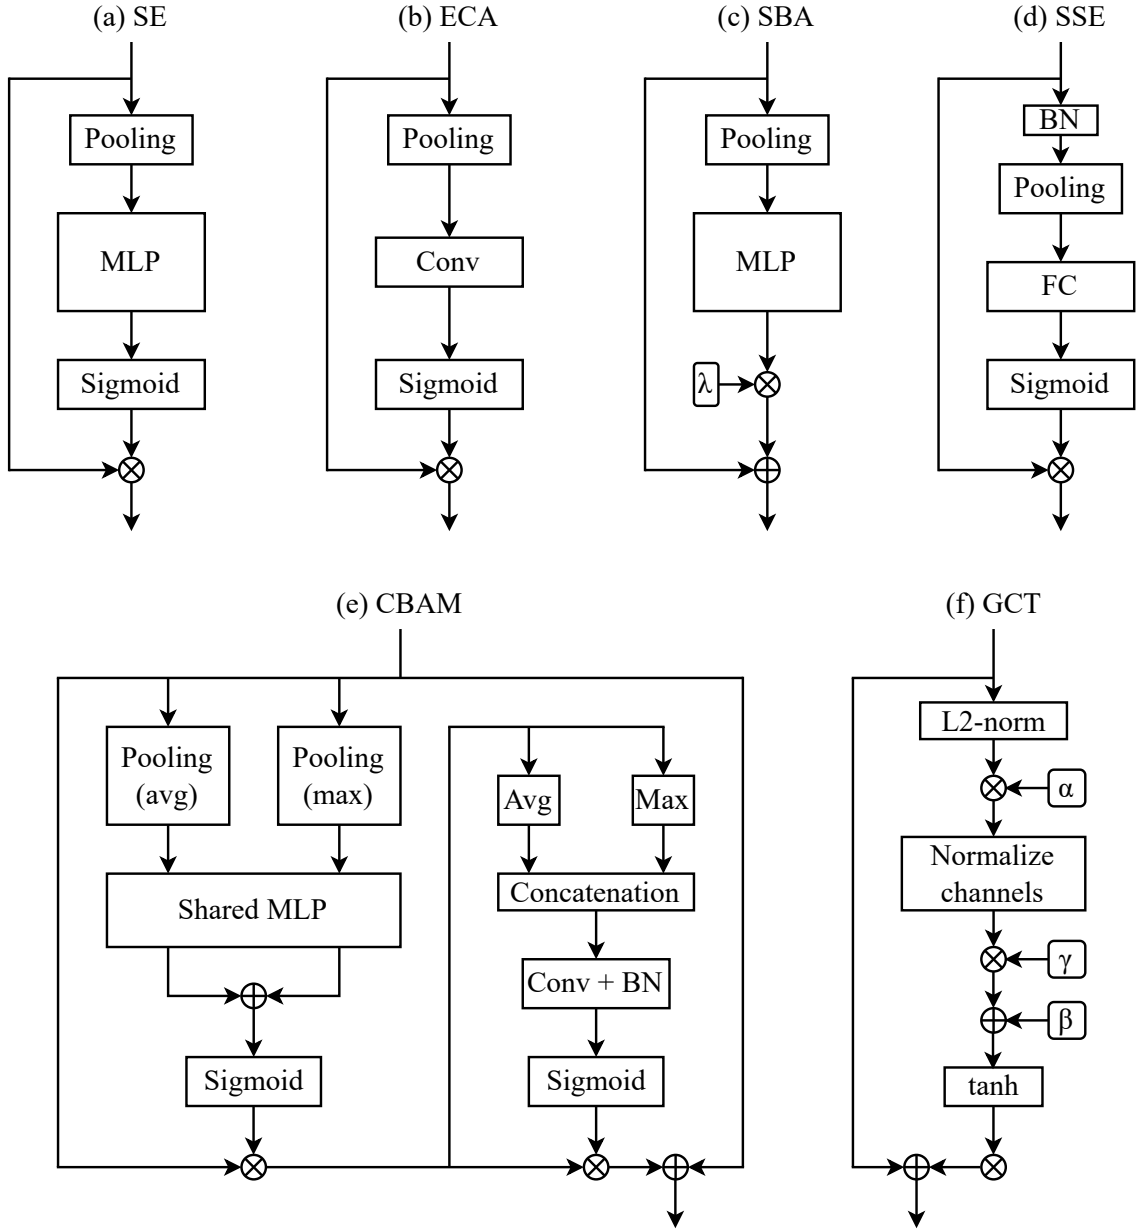 (a) SE
Pooling
MLP
Sigmoid
(b) ECA
Pooling
Conv
Sigmoid
(c) SBA
Pooling
MLP
λ
(d) SSE
BN
Pooling
FC
Sigmoid
(e) CBAM
Pooling
(avg)
Pooling
(max)
Shared MLP
Sigmoid
Avg
Max
Concatenation
Conv + BN
Sigmoid
(f) GCT
L2-norm
α
Normalize
channels
γ
β
tanh